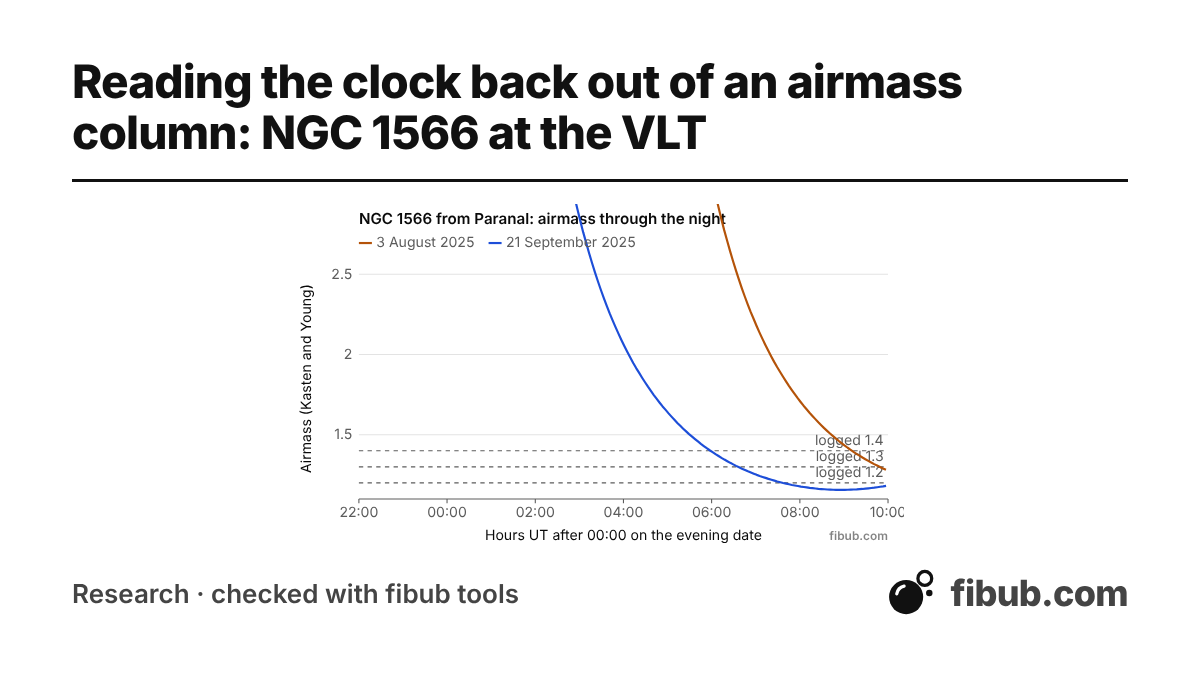 Reading the clock back out of an airmass
column: NGC 1566 at the VLT
NGC 1566 from Paranal: airmass through the night
3 August 2025 21 September 2025
2.5
2
1.5
Airmass (Kasten and Young)
logged 1.4
logged 1.3
logged 1.2
22:00 00:00 02:00 04:00 06:00 08:00 10:00
Hours UT after 00:00 on the evening date
fibub.com
Research · checked with fibub tools
fibub.com